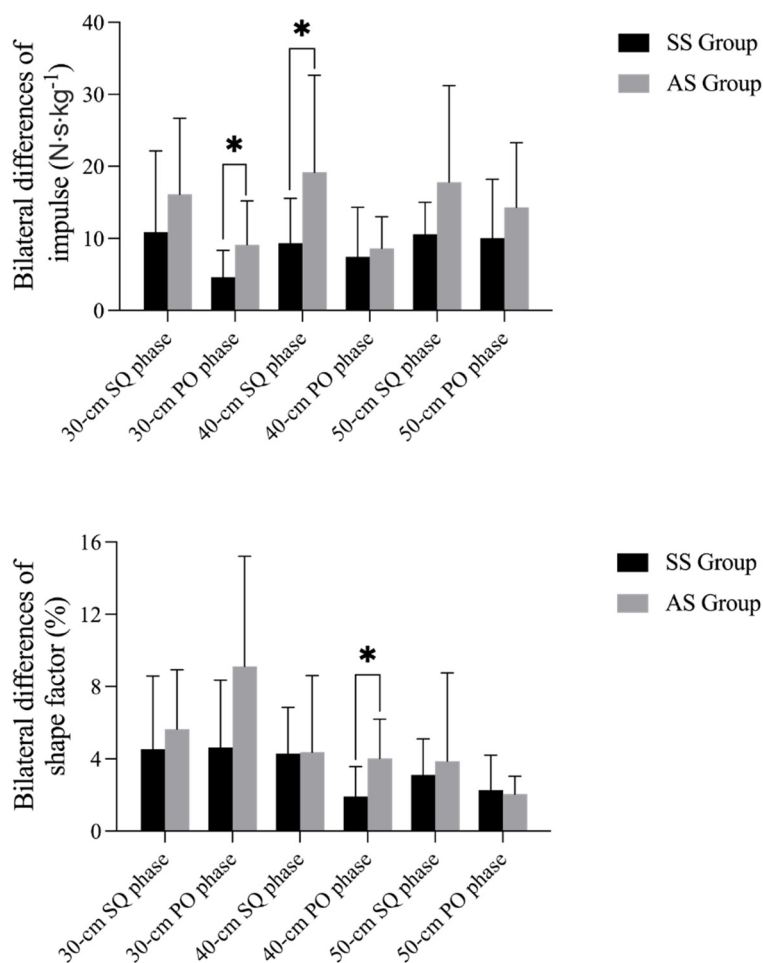 Bilateral differences of
impulse (N·s·kg⁻¹)
40
30
20
10
0
*
*
30-cm SQ phase
30-cm PO phase
40-cm SQ phase
40-cm PO phase
50-cm SQ phase
50-cm PO phase
SS Group
AS Group
Bilateral differences of
shape factor (%)
16
12
8
4
0
*
30-cm SQ phase
30-cm PO phase
40-cm SQ phase
40-cm PO phase
50-cm SQ phase
50-cm PO phase
SS Group
AS Group